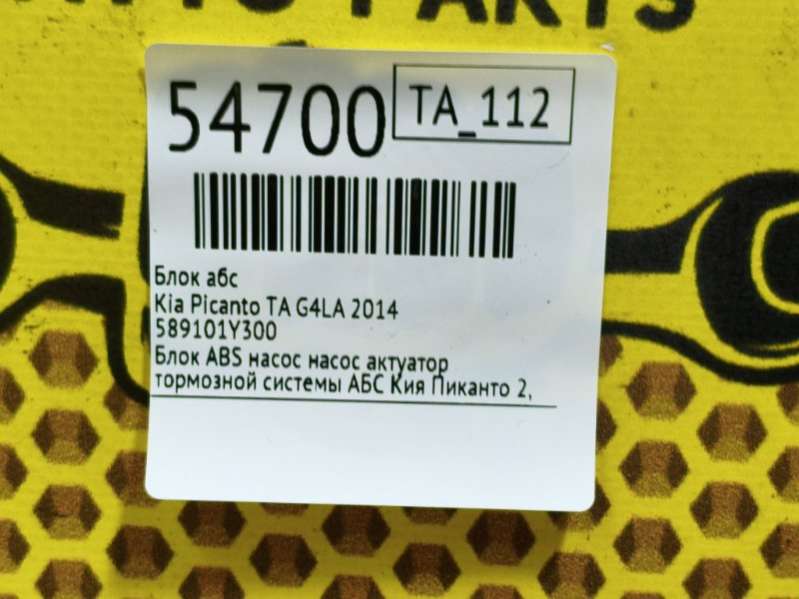 PARTS
54700
TA_112
Блок абс
Kia Picanto TA G4LA 2014
589101Y300
Блок ABS насос насос актуатор
тормозной системы АБС Кия Пиканто 2,